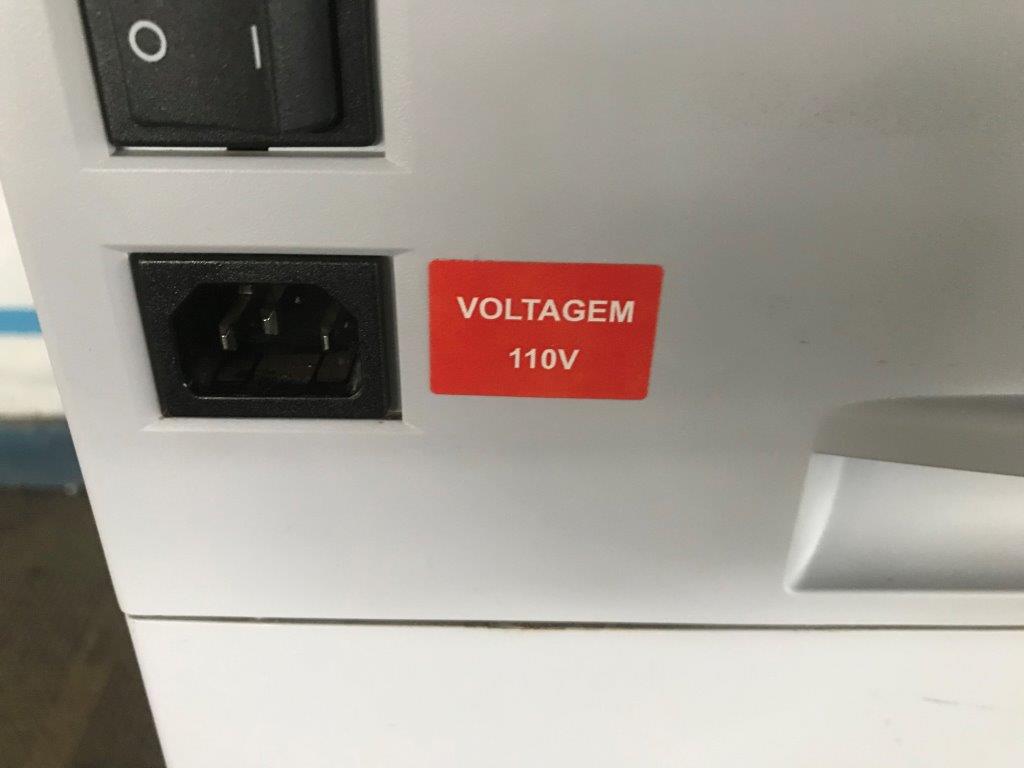 O I
VOLTAGEM
110V